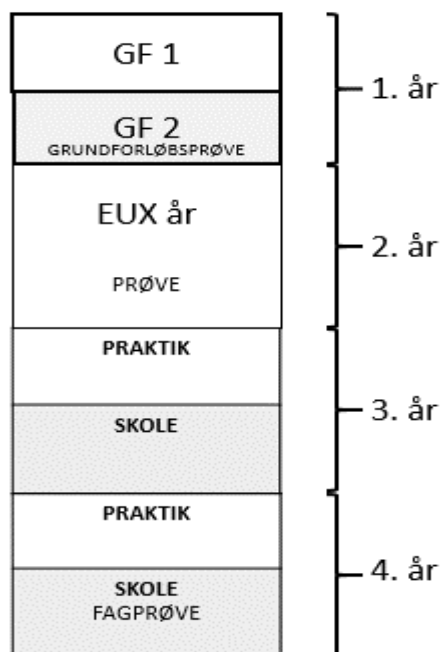 GF 1
GF 2
GRUNDFORLØBSPRØVE
1. år
EUX år
PRØVE
2. år
PRAKTIK
SKOLE
3. år
PRAKTIK
SKOLE
FAGPRØVE
4. år